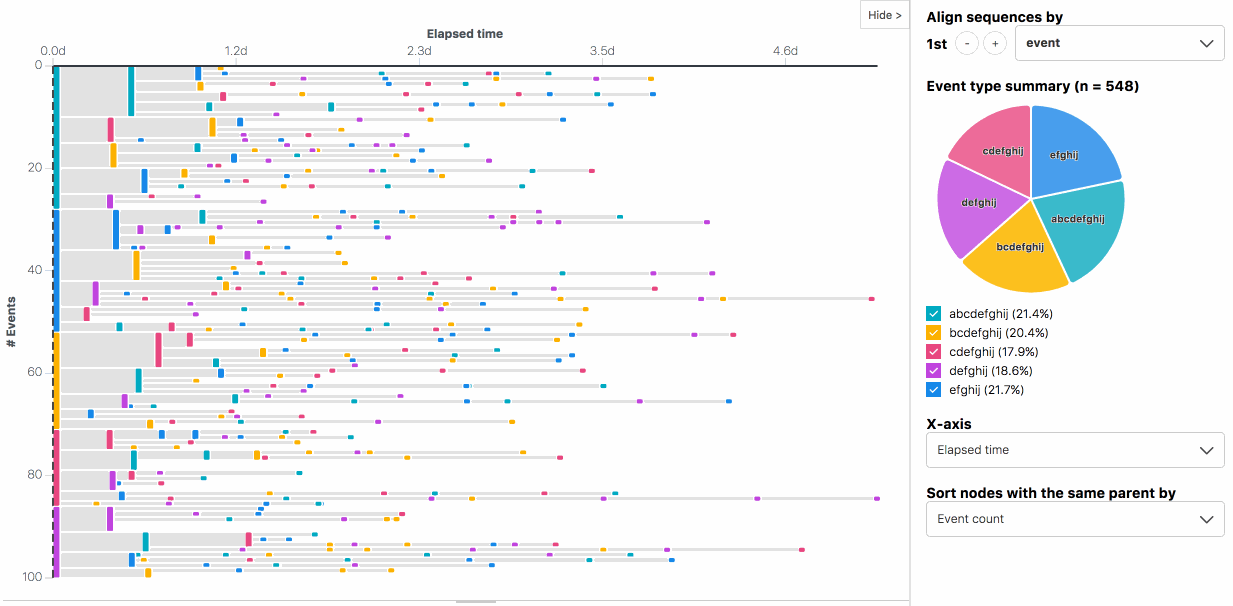 Hide >
Elapsed time
0.0d 1.2d 2.3d 3.5d 4.6d
# Events
0
20
40
60
80
100
Align sequences by
1st - + event
Event type summary (n = 548)
cdefghij efghij
defghij abcdefghij
bcdefghij
abcdefghij (21.4%)
bcdefghij (20.4%)
cdefghij (17.9%)
defghij (18.6%)
efghij (21.7%)
X-axis
Elapsed time
Sort nodes with the same parent by
Event count